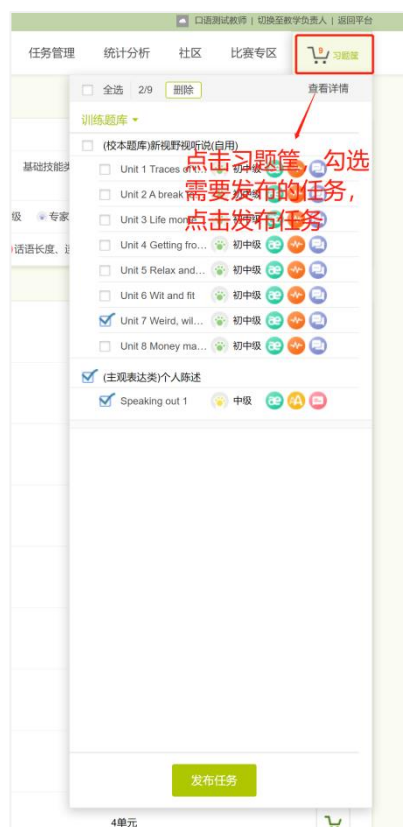 口语测试教师 | 切换至教学负责人 | 返回平台
任务管理 统计分析 社区 比赛专区 9 习题筐
全选 2/9 删除 查看详情
训练题库
(校本题库)新视野视听说(自用)
点击习题筐,勾选
需要发布的任务,
点击发布任务
基础技能类
Unit 1 Traces of t... 初中级
Unit 2 A break 初中级
级 专家
Unit 3 Life mome 初中级
话语长度、
Unit 4 Getting fro... 初中级
Unit 5 Relax and... 初中级
Unit 6 Wit and fit 初中级
Unit 7 Weird, wil... 初中级
Unit 8 Money ma... 初中级
(主观表达类)个人陈述
Speaking out 1 中级
发布任务
4单元